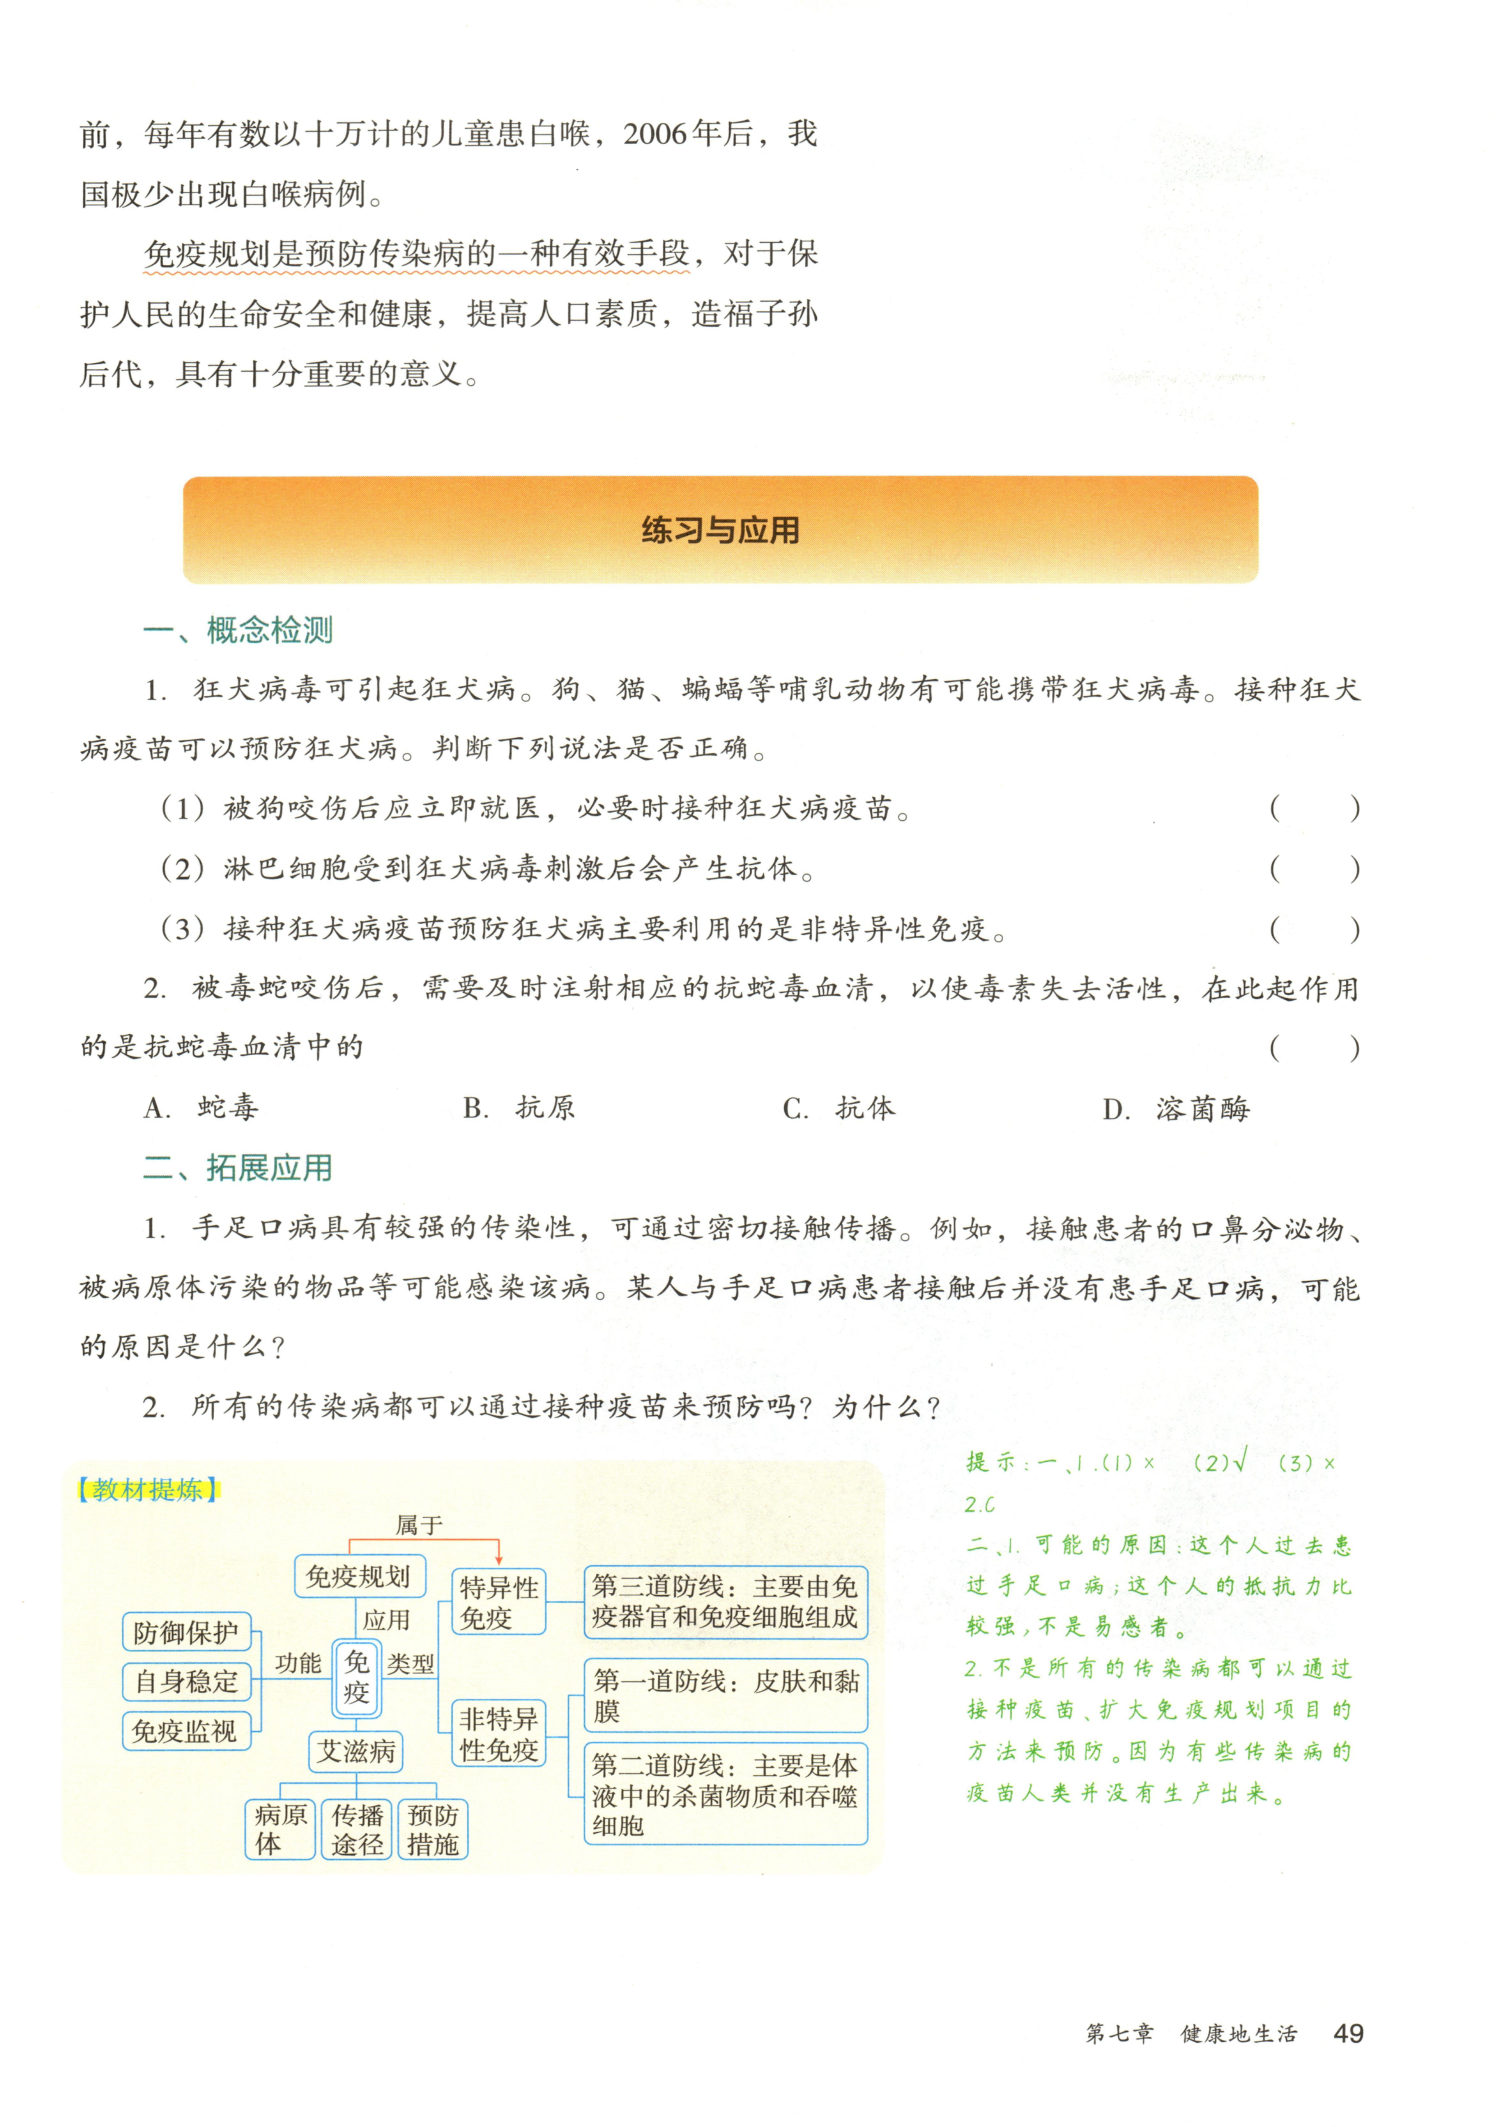 前，每年有数以十万计的儿童患白喉，2006年后，我
国极少出现白喉病例。
免疫规划是预防传染病的一种有效手段，对于保
护人民的生命安全和健康，提高人口素质，造福子孙
后代，具有十分重要的意义。
练习与应用
一、概念检测
1. 狂犬病毒可引起狂犬病。狗、猫、蝙蝠等哺乳动物有可能携带狂犬病毒。接种狂犬
病疫苗可以预防狂犬病。判断下列说法是否正确。
（1）被狗咬伤后应立即就医，必要时接种狂犬病疫苗。 （  ）
（2）淋巴细胞受到狂犬病毒刺激后会产生抗体。 （  ）
（3）接种狂犬病疫苗预防狂犬病主要利用的是非特异性免疫。 （  ）
2. 被毒蛇咬伤后，需要及时注射相应的抗蛇毒血清，以使毒素失去活性，在此起作用
的是抗蛇毒血清中的 （  ）
A. 蛇毒 B. 抗原 C. 抗体 D. 溶菌酶
二、拓展应用
1. 手足口病具有较强的传染性，可通过密切接触传播。例如，接触患者的口鼻分泌物、
被病原体污染的物品等可能感染该病。某人与手足口病患者接触后并没有患手足口病，可能
的原因是什么？
2. 所有的传染病都可以通过接种疫苗来预防吗？为什么？
【教材提炼】
属于
免疫规划
应用
防御保护
自身稳定
免疫监视
功能
免
疫
类型
特异性
免疫
第三道防线：主要由免
疫器官和免疫细胞组成
非特异
性免疫
第一道防线：皮肤和黏
膜
第二道防线：主要是体
液中的杀菌物质和吞噬
细胞
艾滋病
病原
体
传播
途径
预防
措施
提示：一、1.(1)× (2)√ (3)×
2.C
二、1.可能的原因：这个人过去患
过手足口病；这个人的抵抗力比
较强，不是易感者。
2.不是所有的传染病都可以通过
接种疫苗、扩大免疫规划项目的
方法来预防。因为有些传染病的
疫苗人类并没有生产出来。
第七章 健康地生活 49